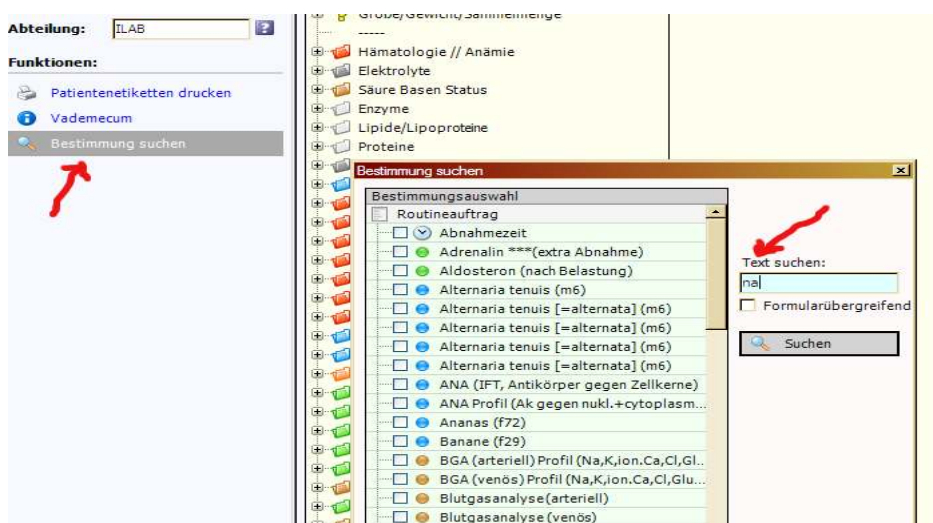 Abteilung: ILAB ?
Funktionen:
Patientenetiketten drucken
Vademecum
Bestimmung suchen
Größe/Gewicht/Sammelmenge
-----
Hämatologie // Anämie
Elektrolyte
Säure Basen Status
Enzyme
Lipide/Lipoproteine
Proteine
Bestimmung suchen
Bestimmungsauswahl
Routineauftrag
Abnahmezeit
Adrenalin ***(extra Abnahme)
Aldosteron (nach Belastung)
Alternaria tenuis (m6)
Alternaria tenuis [=alternata] (m6)
Alternaria tenuis [=alternata] (m6)
Alternaria tenuis [=alternata] (m6)
Alternaria tenuis [=alternata] (m6)
ANA (IFT, Antikörper gegen Zellkerne)
ANA Profil (Ak gegen nukl.+cytoplasm...
Ananas (f72)
Banane (f29)
BGA (arteriell) Profil (Na,K,ion.Ca,Cl,Gl...
BGA (venös) Profil (Na,K,ion.Ca,Cl,Glu...
Blutgasanalyse (arteriell)
Blutgasanalyse (venös)
Text suchen:
na
Formularübergreifend
Suchen